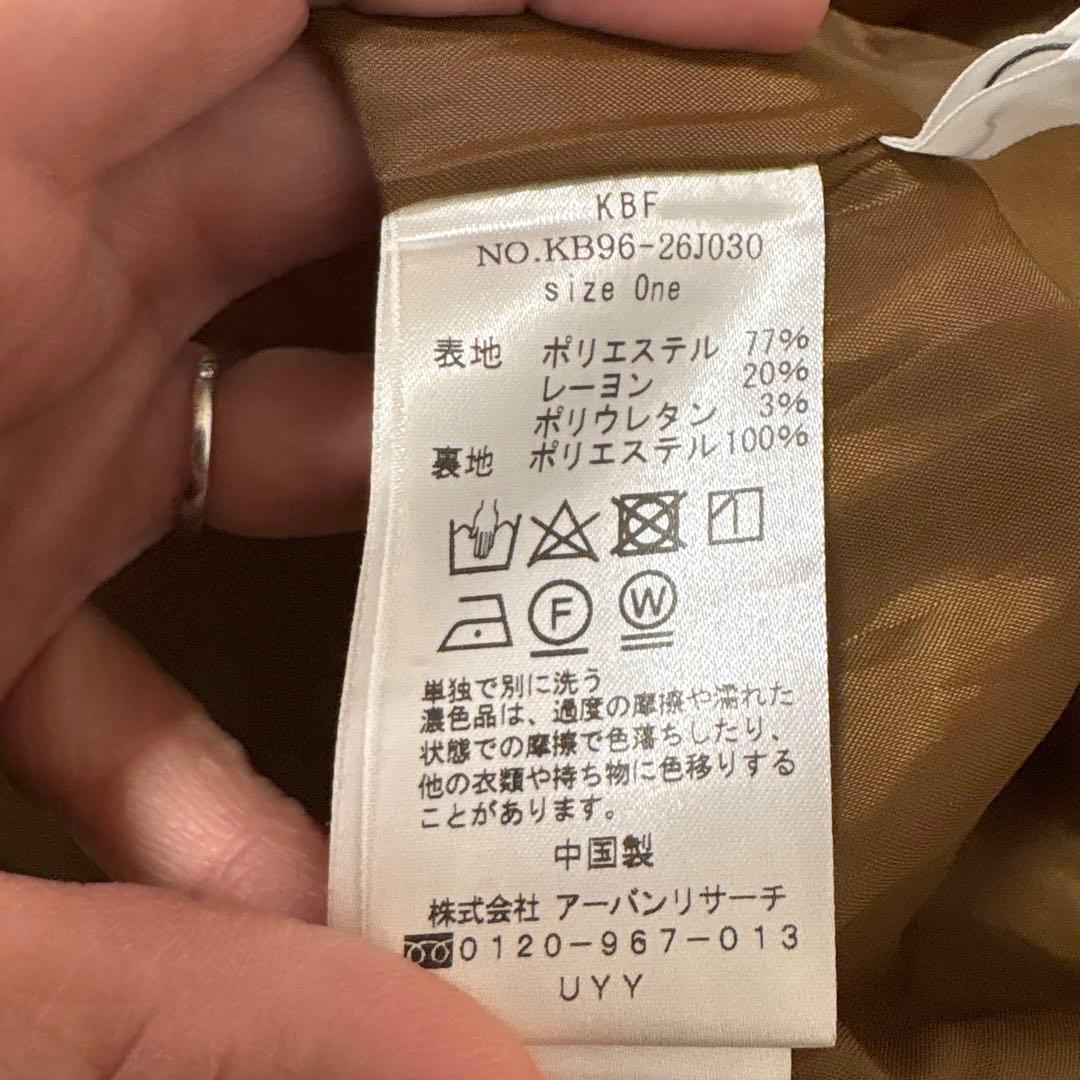 KBF
NO.KB96-26J030
size One
表地 ポリエステル 77%
レーヨン 20%
ポリウレタン 3%
裏地 ポリエステル 100%
F W
単独で別に洗う
濃色品は、過度の摩擦や濡れた
状態での摩擦で色落ちしたり、
他の衣類や持ち物に色移りする
ことがあります。
中国製
株式会社 アーバンリサーチ
0120-967-013
UYY